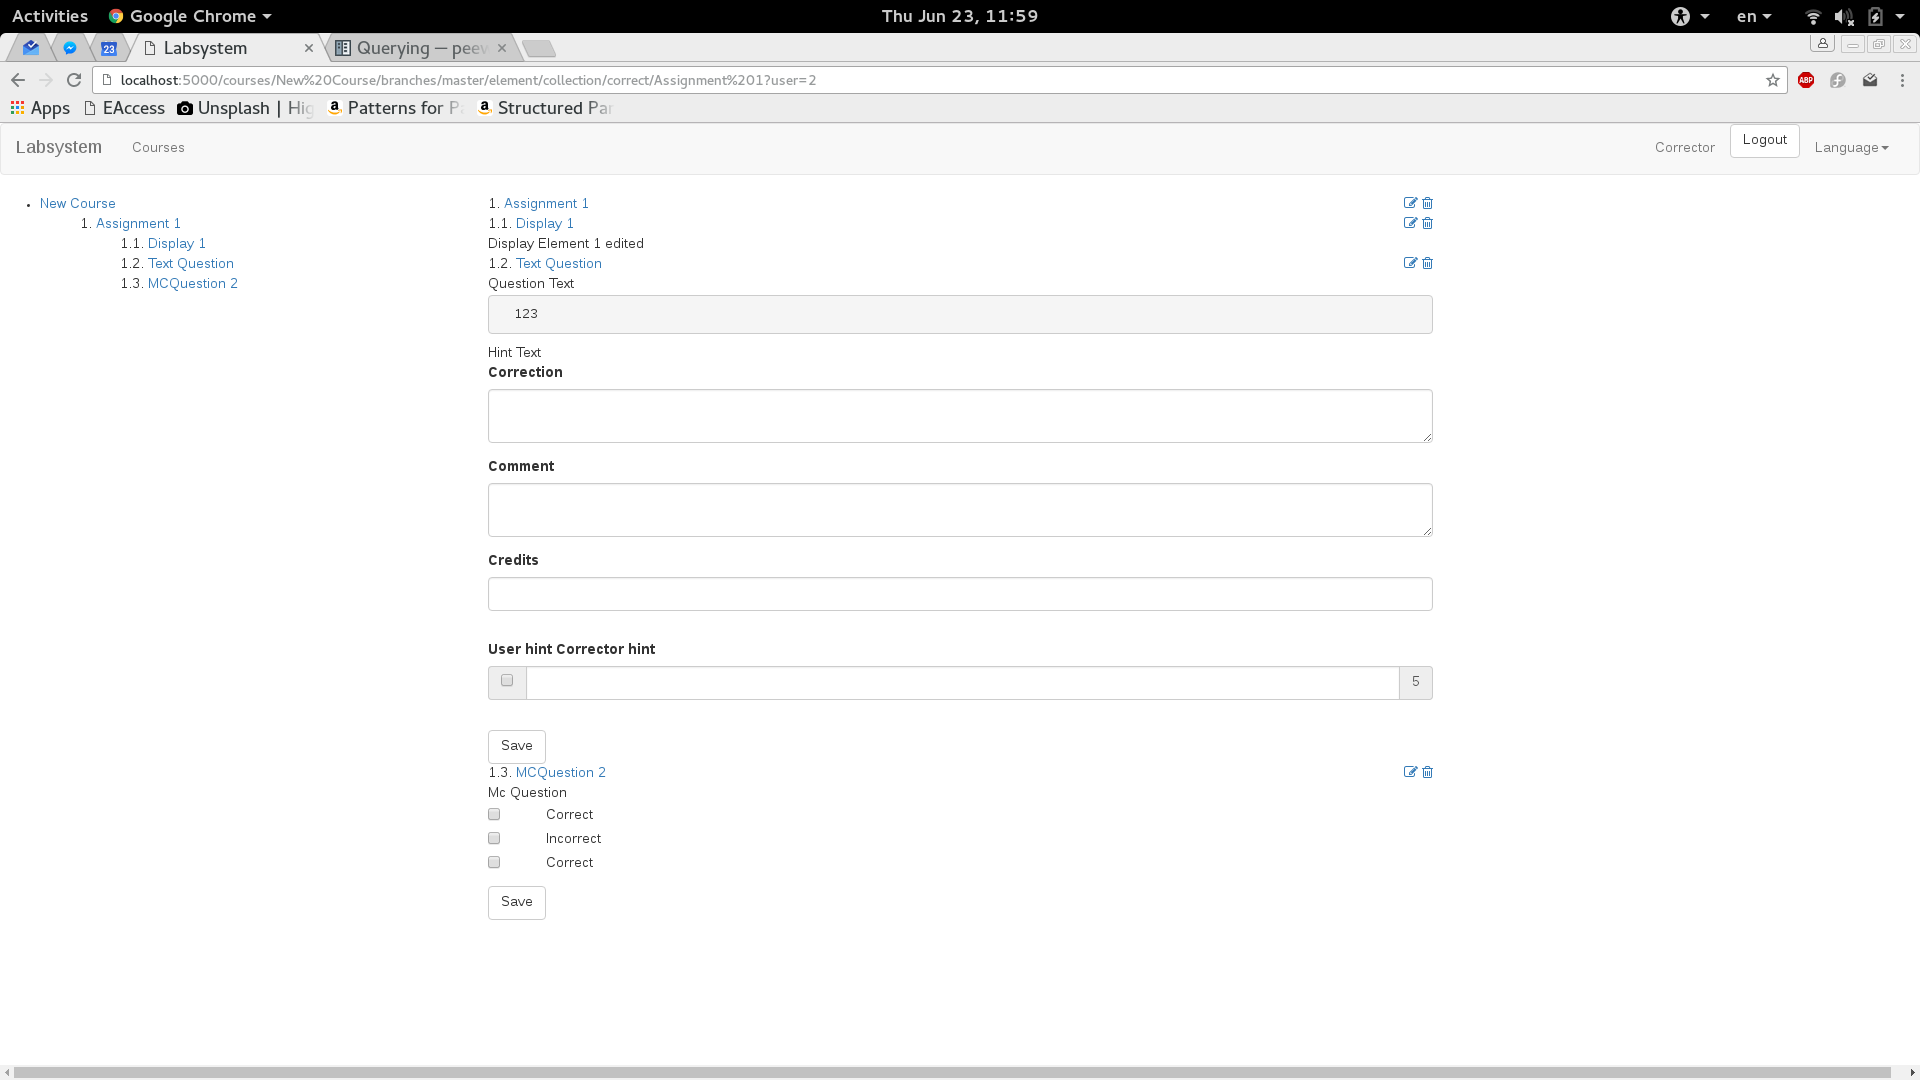 Activities Google Chrome Thu Jun 23, 11:59 en
23 Labsystem Querying — peew
localhost:5000/courses/New%20Course/branches/master/element/collection/correct/Assignment%201?user=2 ABP
Apps EAccess Unsplash | Hig Patterns for Pa Structured Par
Labsystem Courses Corrector Logout Language
New Course
1. Assignment 1
1.1. Display 1
1.2. Text Question
1.3. MCQuestion 2
1. Assignment 1
1.1. Display 1
Display Element 1 edited
1.2. Text Question
Question Text
123
Hint Text
Correction
Comment
Credits
User hint Corrector hint
5
Save
1.3. MCQuestion 2
Mc Question
Correct
Incorrect
Correct
Save